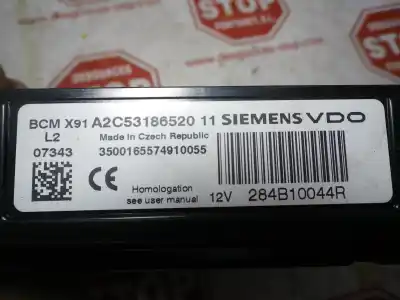 STOP
BCM X91 A2C53186520 11 SIEMENS VDO
L2
Made in Czech Republic
07343
3500165574910055
CE
Homologation
see user manual
12V
284B10044R